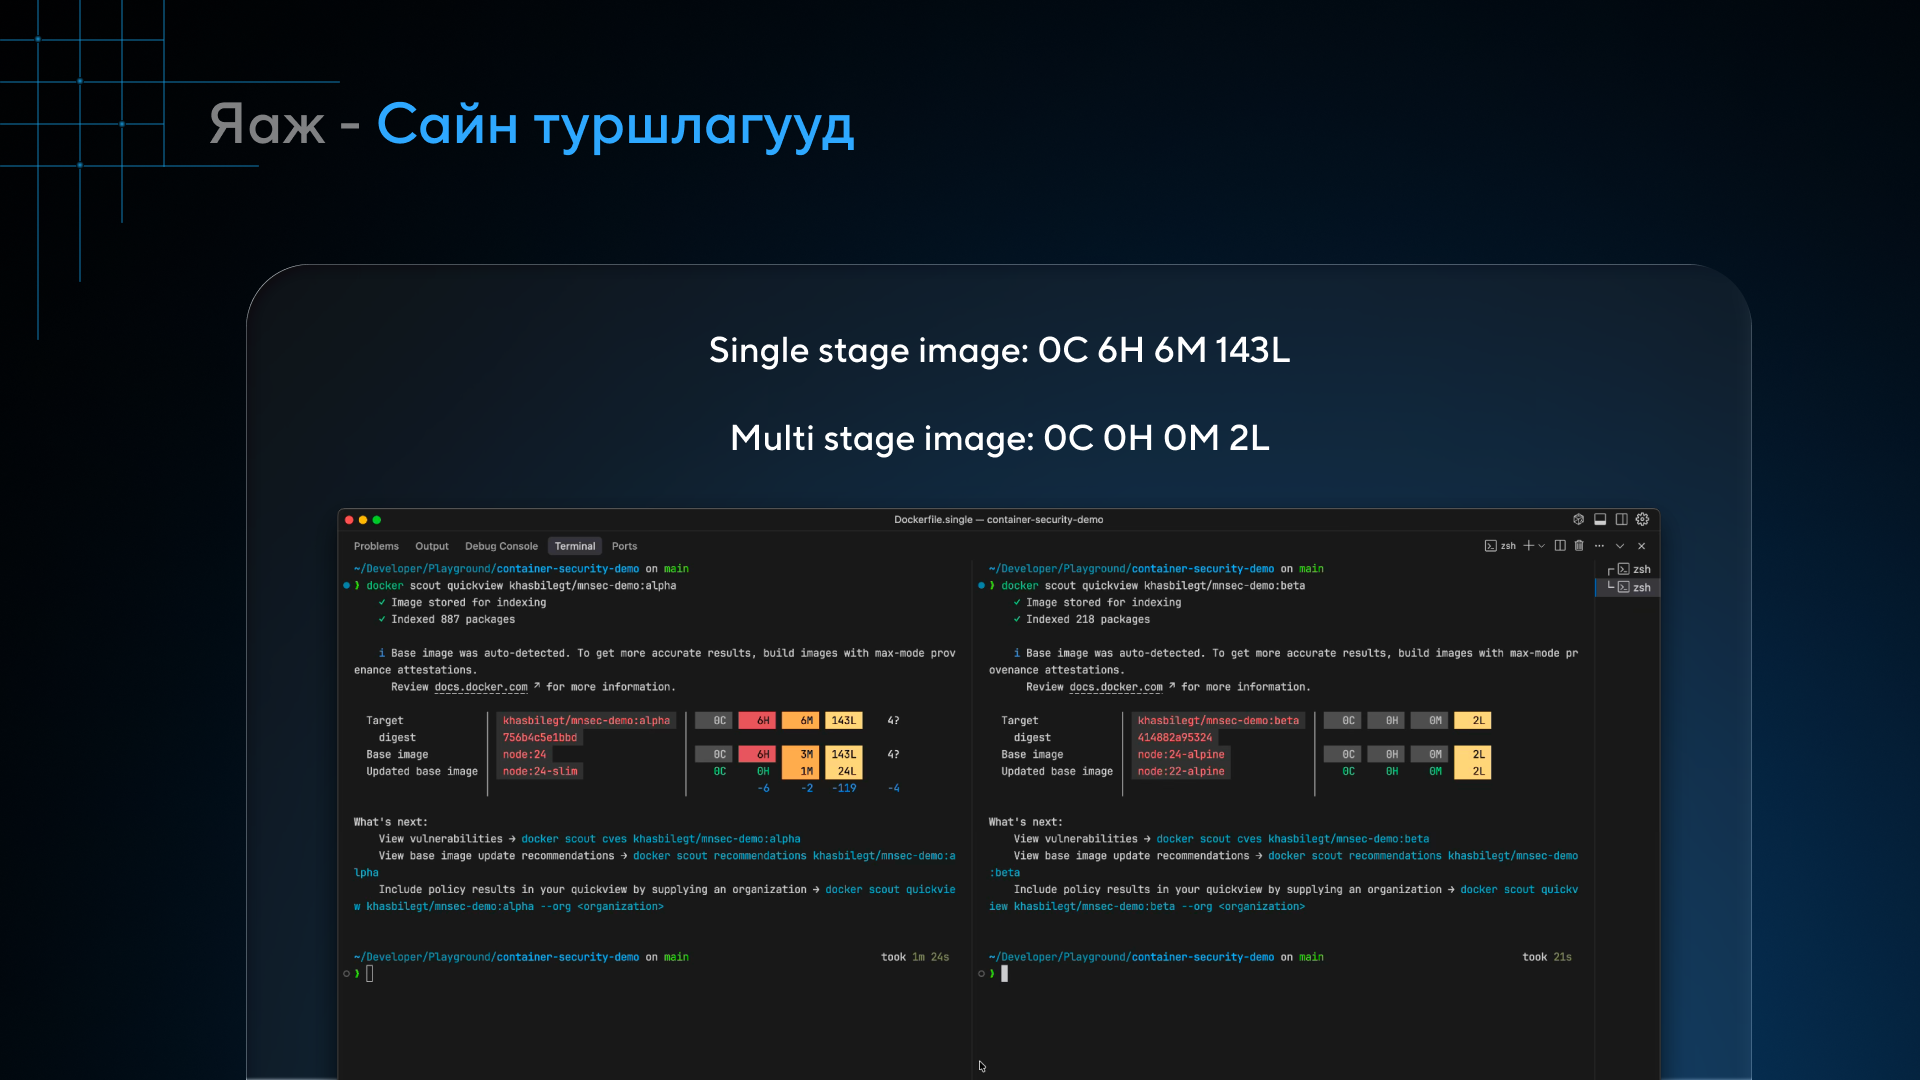 Яаж - Сайн туршлагууд
Single stage image: 0C 6H 6M 143L
Multi stage image: 0C 0H 0M 2L
Dockerfile.single — container-security-demo
Problems Output Debug Console Terminal Ports
zsh
~/Developer/Playground/container-security-demo on main
❯ docker scout quickview khasbilegt/mnsec-demo:alpha
✓ Image stored for indexing
✓ Indexed 887 packages
i Base image was auto-detected. To get more accurate results, build images with max-mode prov
enance attestations.
Review docs.docker.com ↗ for more information.
Target │ khasbilegt/mnsec-demo:alpha │ 0C 6H 6M 143L 4?
digest │ 756b4c5e1bbd │
Base image │ node:24 │ 0C 6H 3M 143L 4?
Updated base image │ node:24-slim │ 0C 0H 1M 24L
│ │ -6 -2 -119 -4
What's next:
View vulnerabilities → docker scout cves khasbilegt/mnsec-demo:alpha
View base image update recommendations → docker scout recommendations khasbilegt/mnsec-demo:a
lpha
Include policy results in your quickview by supplying an organization → docker scout quickvie
w khasbilegt/mnsec-demo:alpha --org <organization>
~/Developer/Playground/container-security-demo on main took 1m 24s
❯
~/Developer/Playground/container-security-demo on main
❯ docker scout quickview khasbilegt/mnsec-demo:beta
✓ Image stored for indexing
✓ Indexed 218 packages
i Base image was auto-detected. To get more accurate results, build images with max-mode pr
ovenance attestations.
Review docs.docker.com ↗ for more information.
Target │ khasbilegt/mnsec-demo:beta │ 0C 0H 0M 2L
digest │ 414882a95324 │
Base image │ node:24-alpine │ 0C 0H 0M 2L
Updated base image │ node:22-alpine │ 0C 0H 0M 2L
What's next:
View vulnerabilities → docker scout cves khasbilegt/mnsec-demo:beta
View base image update recommendations → docker scout recommendations khasbilegt/mnsec-demo
:beta
Include policy results in your quickview by supplying an organization → docker scout quickv
iew khasbilegt/mnsec-demo:beta --org <organization>
~/Developer/Playground/container-security-demo on main took 21s
❯
zsh
zsh